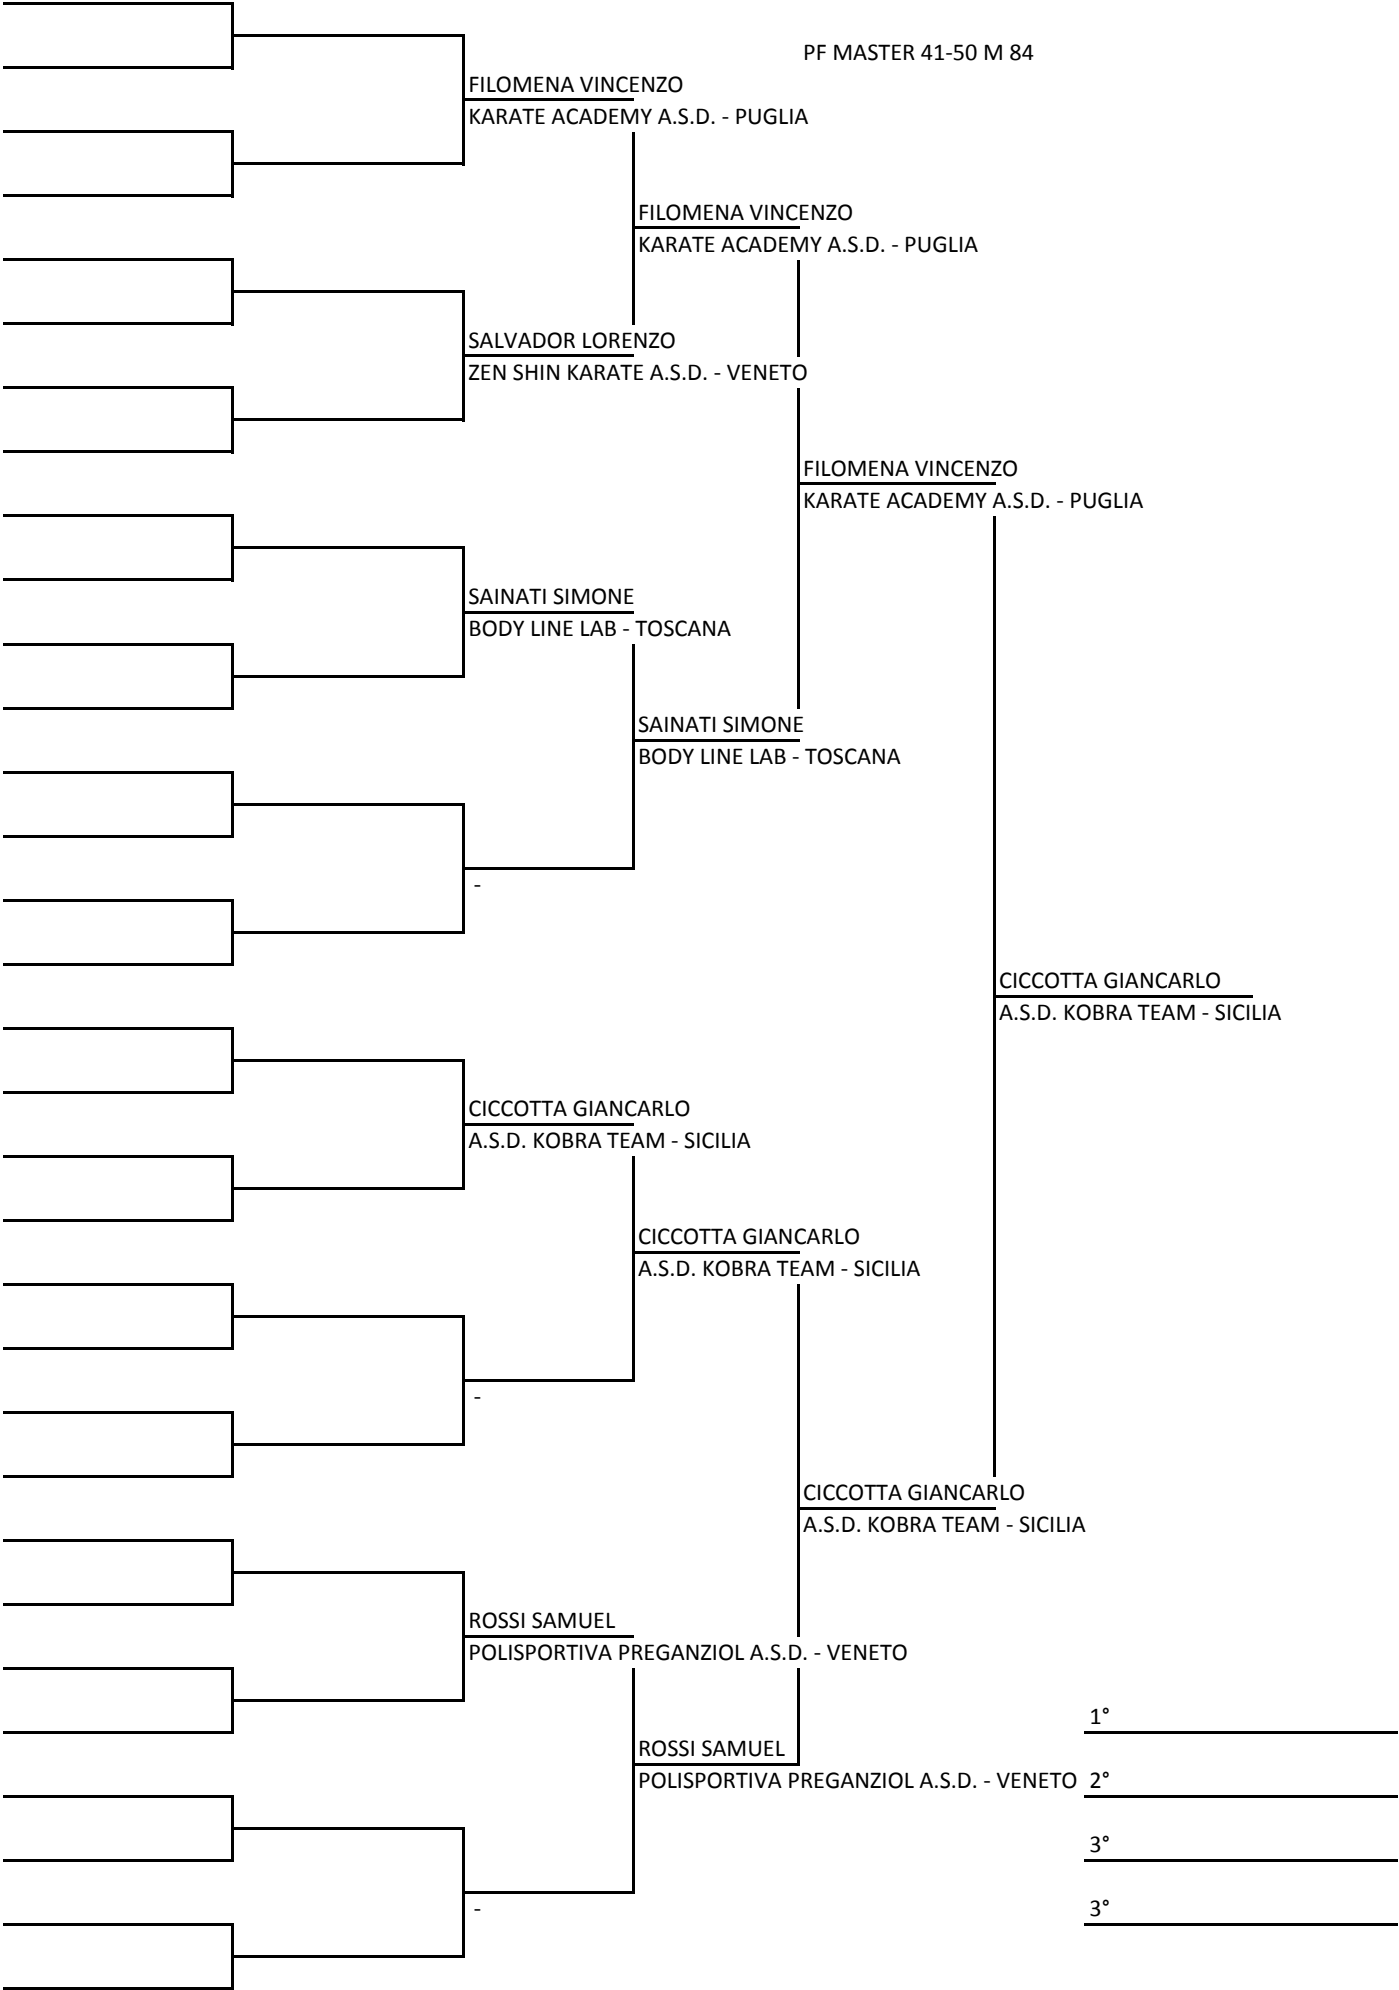 PF MASTER 41-50 M 84
FILOMENA VINCENZO
KARATE ACADEMY A.S.D. - PUGLIA
FILOMENA VINCENZO
KARATE ACADEMY A.S.D. - PUGLIA
SALVADOR LORENZO
ZEN SHIN KARATE A.S.D. - VENETO
FILOMENA VINCENZO
KARATE ACADEMY A.S.D. - PUGLIA
SAINATI SIMONE
BODY LINE LAB - TOSCANA
SAINATI SIMONE
BODY LINE LAB - TOSCANA
-
CICCOTTA GIANCARLO
A.S.D. KOBRA TEAM - SICILIA
CICCOTTA GIANCARLO
A.S.D. KOBRA TEAM - SICILIA
CICCOTTA GIANCARLO
A.S.D. KOBRA TEAM - SICILIA
-
CICCOTTA GIANCARLO
A.S.D. KOBRA TEAM - SICILIA
ROSSI SAMUEL
POLISPORTIVA PREGANZIOL A.S.D. - VENETO
1°
ROSSI SAMUEL
POLISPORTIVA PREGANZIOL A.S.D. - VENETO
2°
3°
-
3°